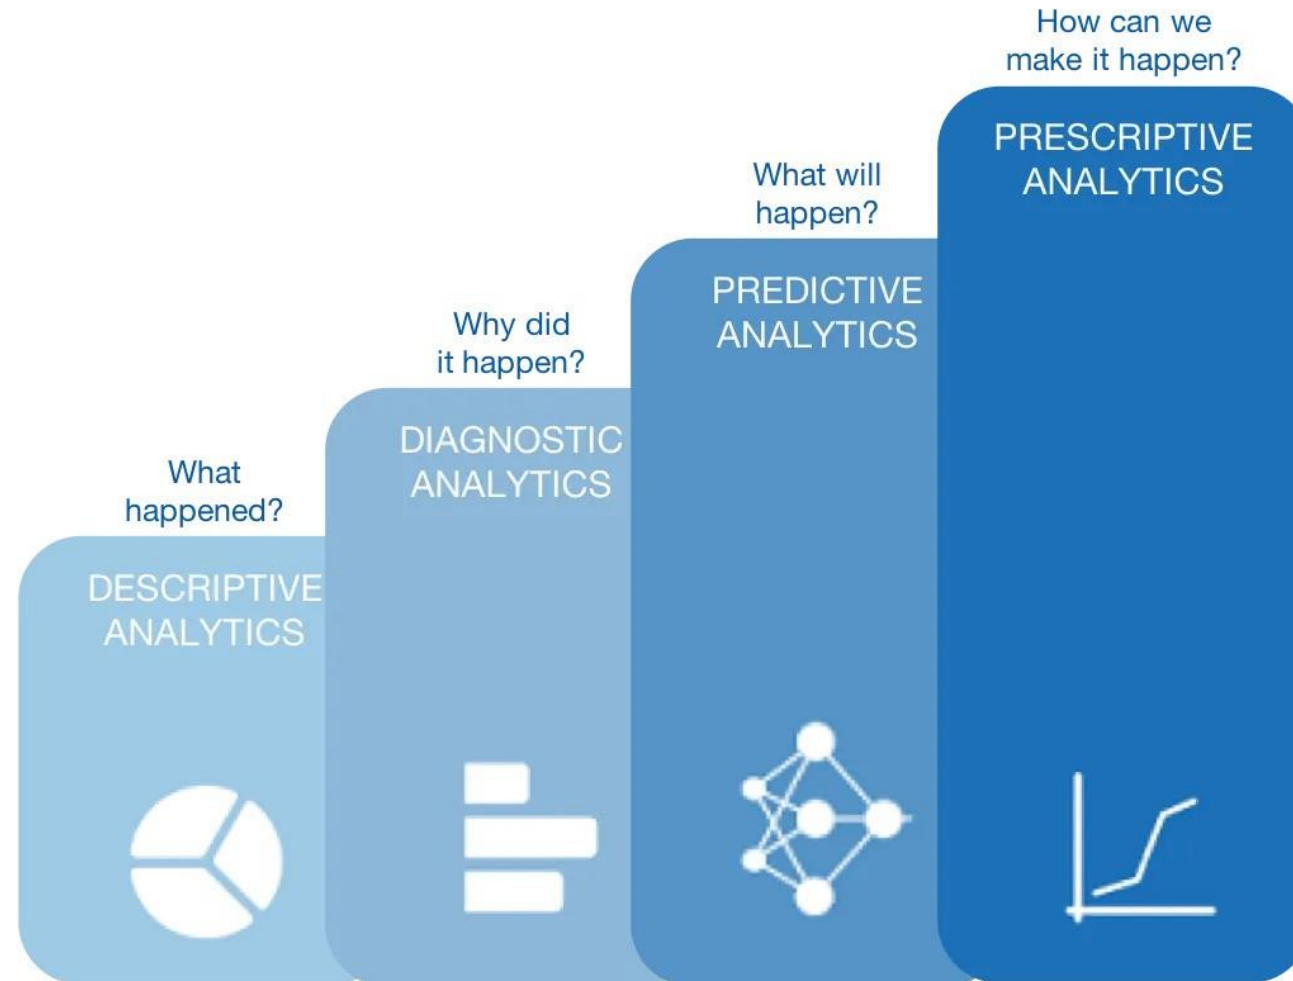 What
happened?
DESCRIPTIVE
ANALYTICS
Why did
it happen?
DIAGNOSTIC
ANALYTICS
What will
happen?
PREDICTIVE
ANALYTICS
How can we
make it happen?
PRESCRIPTIVE
ANALYTICS